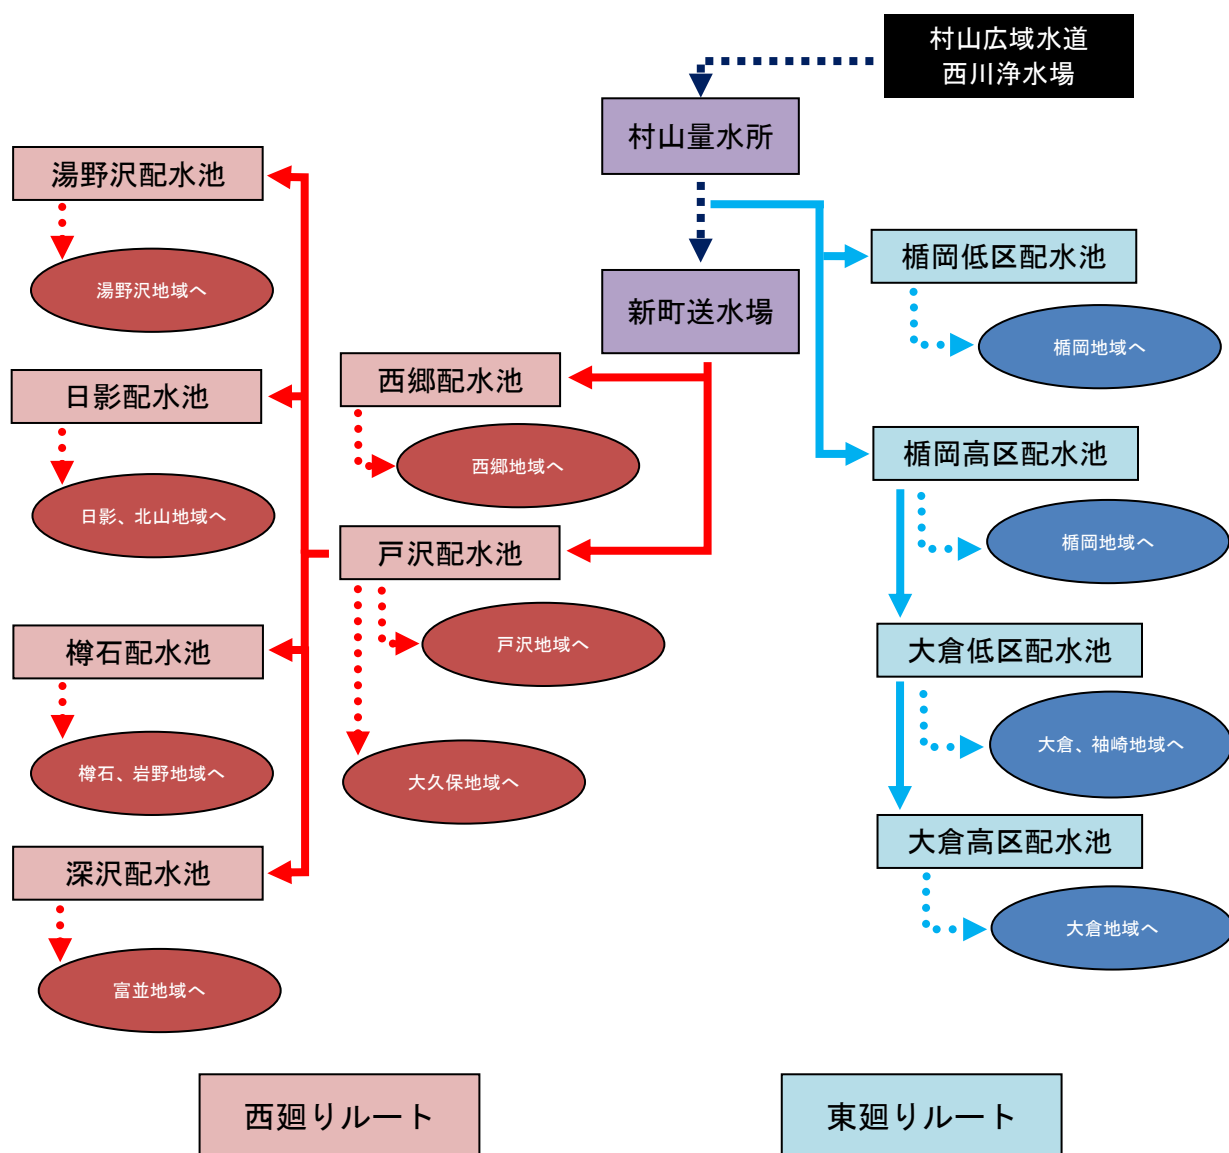 村山広域水道
西川浄水場
村山量水所
新町送水場
湯野沢配水池
湯野沢地域へ
日影配水池
日影、北山地域へ
樽石配水池
樽石、岩野地域へ
深沢配水池
富並地域へ
西郷配水池
西郷地域へ
戸沢配水池
戸沢地域へ
大久保地域へ
楯岡低区配水池
楯岡地域へ
楯岡高区配水池
楯岡地域へ
大倉低区配水池
大倉、袖崎地域へ
大倉高区配水池
大倉地域へ
西廻りルート
東廻りルート